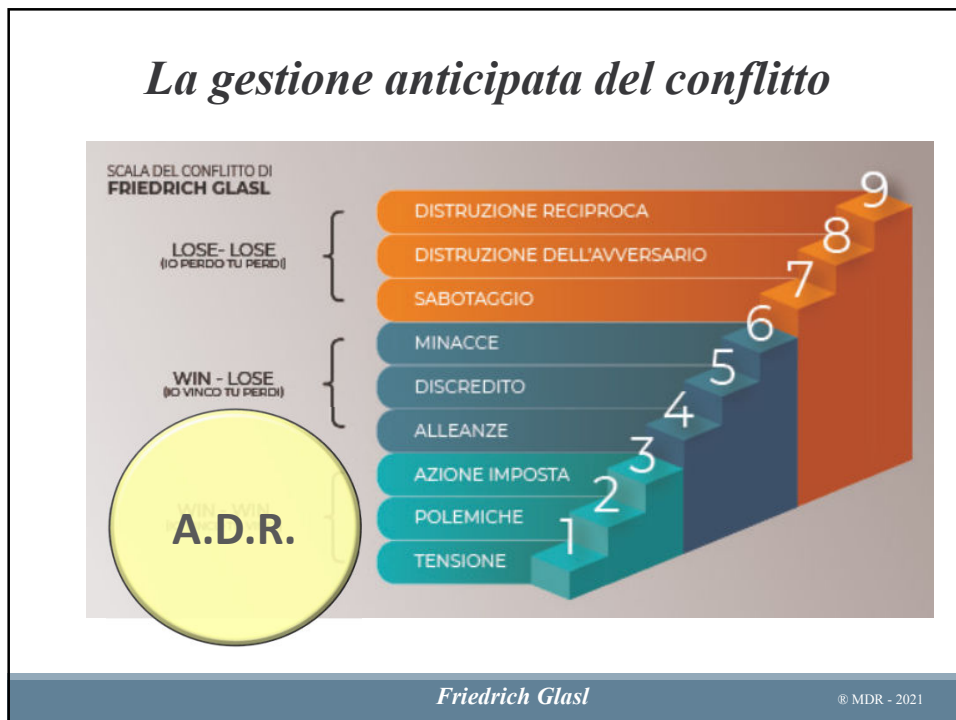 La gestione anticipata del conflitto
SCALA DEL CONFLITTO DI
FRIEDRICH GLASL
LOSE- LOSE
(IO PERDO TU PERDI)
WIN - LOSE
(IO VINCO TU PERDI)
WIN - WIN
A.D.R.
DISTRUZIONE RECIPROCA
DISTRUZIONE DELL'AVVERSARIO
SABOTAGGIO
MINACCE
DISCREDITO
ALLEANZE
AZIONE IMPOSTA
POLEMICHE
TENSIONE
9
8
7
6
5
4
3
2
1
Friedrich Glasl
® MDR - 2021